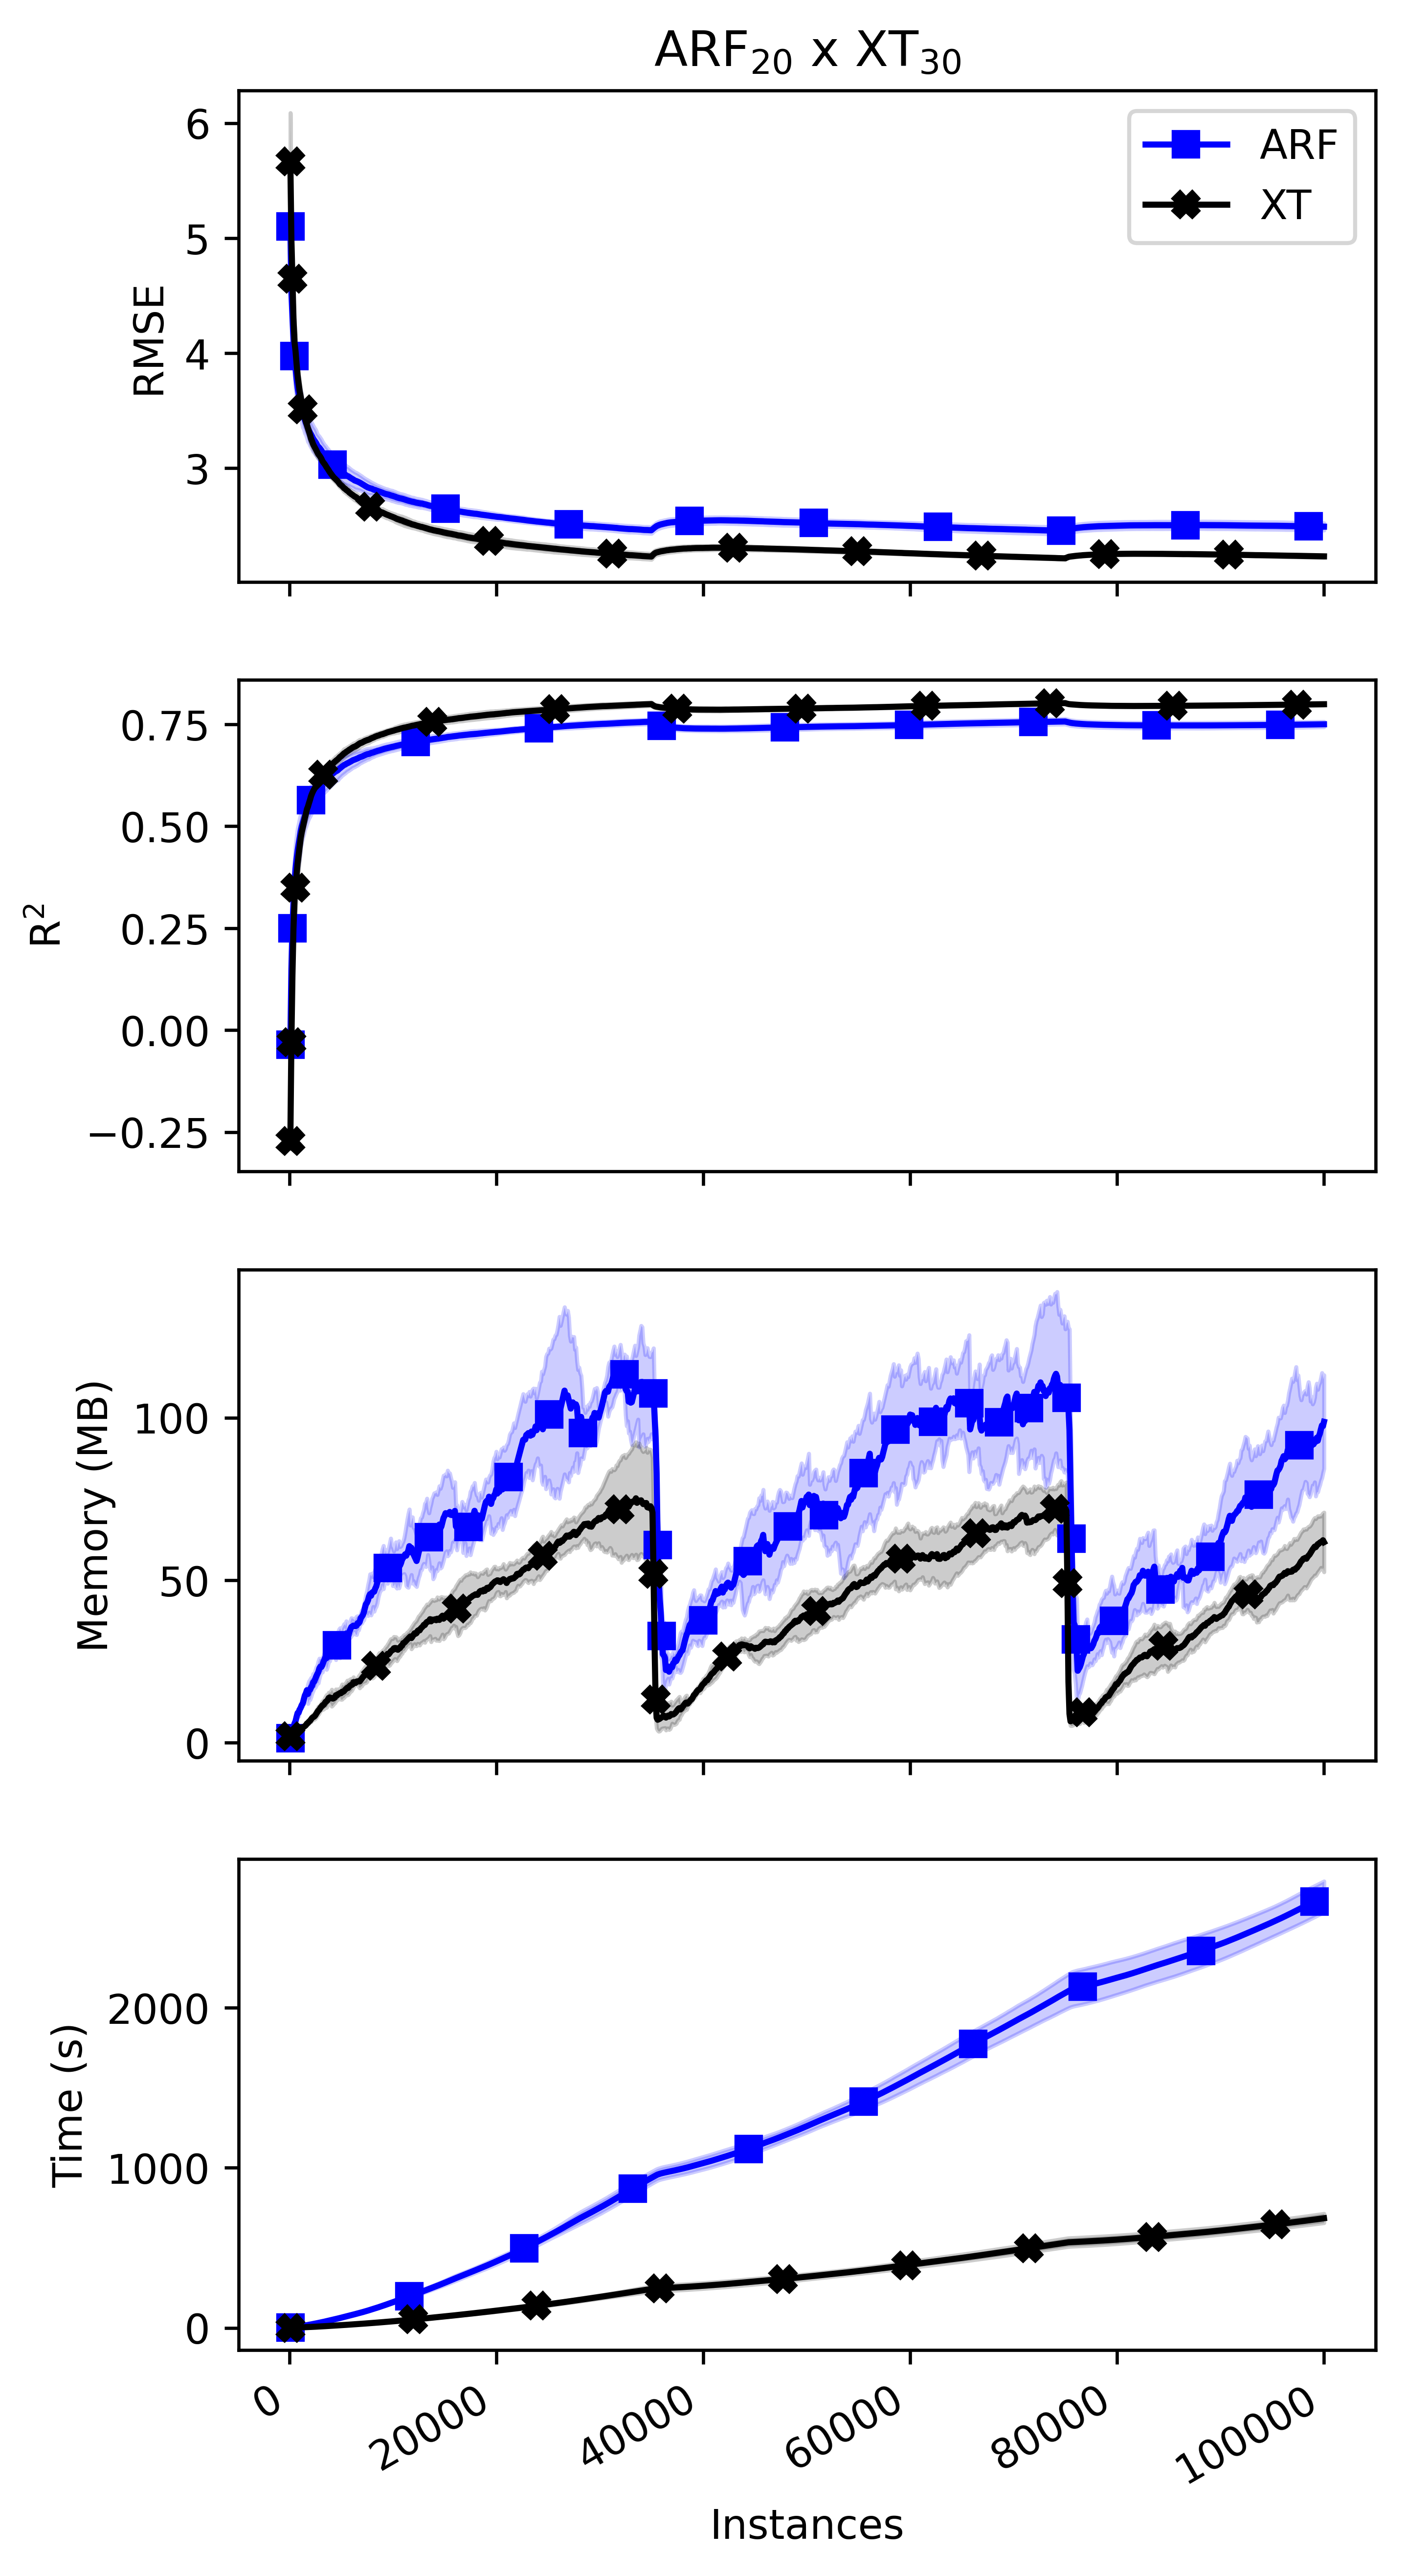 ARF₂₀ x XT₃₀
6
5
4
3
RMSE
ARF
XT
0.75
0.50
0.25
0.00
−0.25
R²
100
50
0
Memory (MB)
2000
1000
0
Time (s)
0 20000 40000 60000 80000 100000
Instances